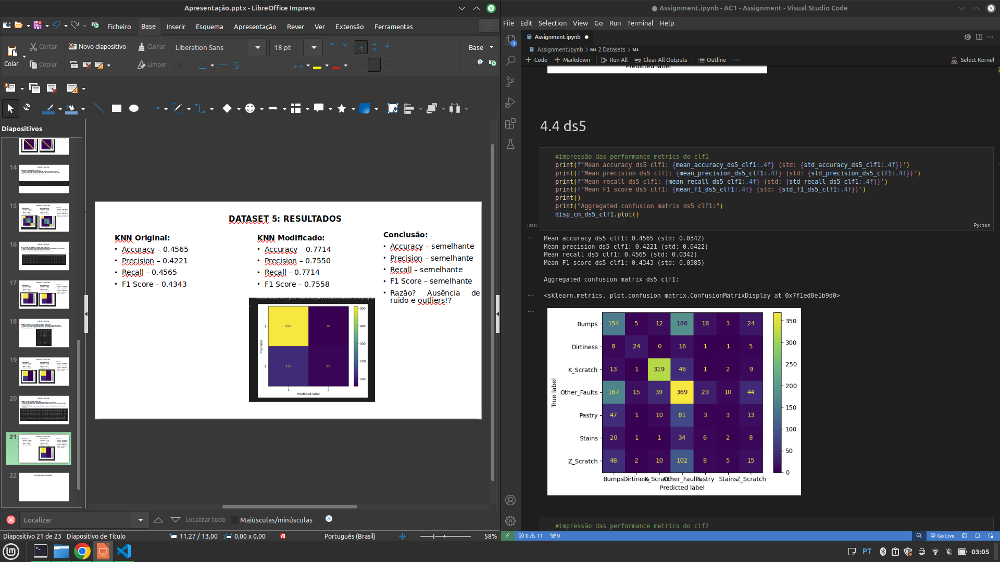 Apresentação.pptx - LibreOffice Impress
Ficheiro Base Inserir Esquema Apresentação Rever Ver Extensão Ferramentas
Colar
Cortar
Copiar
Novo diapositivo
Clonar
Limpar
Liberation Sans
18 pt
Base
Diapositivos
14
15
16
17
18
19
20
21
22
DATASET 5: RESULTADOS
KNN Original:
• Accuracy – 0.4565
• Precision – 0.4221
• Recall – 0.4565
• F1 Score – 0.4343
KNN Modificado:
• Accuracy – 0.7714
• Precision – 0.7550
• Recall – 0.7714
• F1 Score – 0.7558
Conclusão:
• Accuracy – semelhante
• Precision – semelhante
• Recall – semelhante
• F1 Score – semelhante
• Razão? Ausência de
ruido e outliers!?
512 58
113 65
1
2
True labe
1 2
Predicted label
500
400
300
200
100
Localizar
Localizar tudo
Maiúsculas/minúsculas
Diapositivo 21 de 23 Diapositivo de Título 11,27 / 13,00 0,00 x 0,00 Português (Brasil) 58%
Assignment.ipynb - AC1 - Assignment - Visual Studio Code
File Edit Selection View Go Run Terminal Help
Assignment.ipynb
Assignment.ipynb > M↓ 2 Datasets > M↓
+ Code + Markdown Run All Clear All Outputs Outline ··· Select Kernel
Predicted label
4.4 ds5
#impressão das performance metrics do clf1
print(f'Mean accuracy ds5 clf1: {mean_accuracy_ds5_clf1:.4f} (std: {std_accuracy_ds5_clf1:.4f})')
print(f'Mean precision ds5 clf1: {mean_precision_ds5_clf1:.4f} (std: {std_precision_ds5_clf1:.4f})')
print(f'Mean recall ds5 clf1: {mean_recall_ds5_clf1:.4f} (std: {std_recall_ds5_clf1:.4f})')
print(f'Mean F1 score ds5 clf1: {mean_f1_ds5_clf1:.4f} (std: {std_f1_ds5_clf1:.4f})')
print()
print("Aggregated confusion matrix ds5 clf1:")
disp_cm_ds5_clf1.plot()
[393]
Python
Mean accuracy ds5 clf1: 0.4565 (std: 0.0342)
Mean precision ds5 clf1: 0.4221 (std: 0.0422)
Mean recall ds5 clf1: 0.4565 (std: 0.0342)
Mean F1 score ds5 clf1: 0.4343 (std: 0.0385)
Aggregated confusion matrix ds5 clf1:
<sklearn.metrics._plot.confusion_matrix.ConfusionMatrixDisplay at 0x7f1ed0e1b9d0>
Bumps 154 5 12 186 18 3 24
Dirtiness 8 24 0 16 1 1 5
K_Scratch 13 1 319 46 1 2 9
Other_Faults 167 15 39 369 29 10 44
Pastry 47 1 10 81 3 3 13
Stains 20 1 1 34 6 2 8
Z_Scratch 48 2 10 102 8 5 15
True label
Bumps Dirtiness K_Scratch Other_Faults Pastry Stains Z_Scratch
Predicted label
350
300
250
200
150
100
50
0
#impressão das performance metrics do clf2
0 11 0 Go Live
PT 03:05